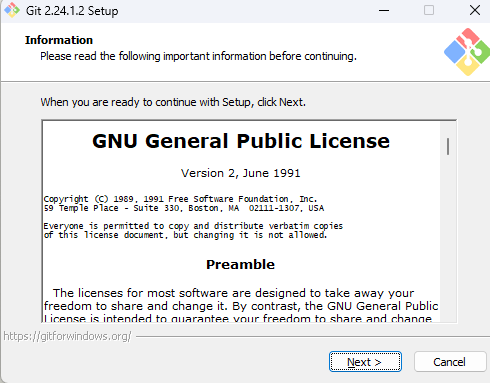 Git 2.24.1.2 Setup
Information
Please read the following important information before continuing.
When you are ready to continue with Setup, click Next.
GNU General Public License
Version 2, June 1991
Copyright (C) 1989, 1991 Free Software Foundation, Inc.
59 Temple Place - Suite 330, Boston, MA  02111-1307, USA
Everyone is permitted to copy and distribute verbatim copies
of this license document, but changing it is not allowed.
Preamble
The licenses for most software are designed to take away your
freedom to share and change it. By contrast, the GNU General Public
License is intended to guarantee your freedom to share and change
https://gitforwindows.org/
Next >
Cancel